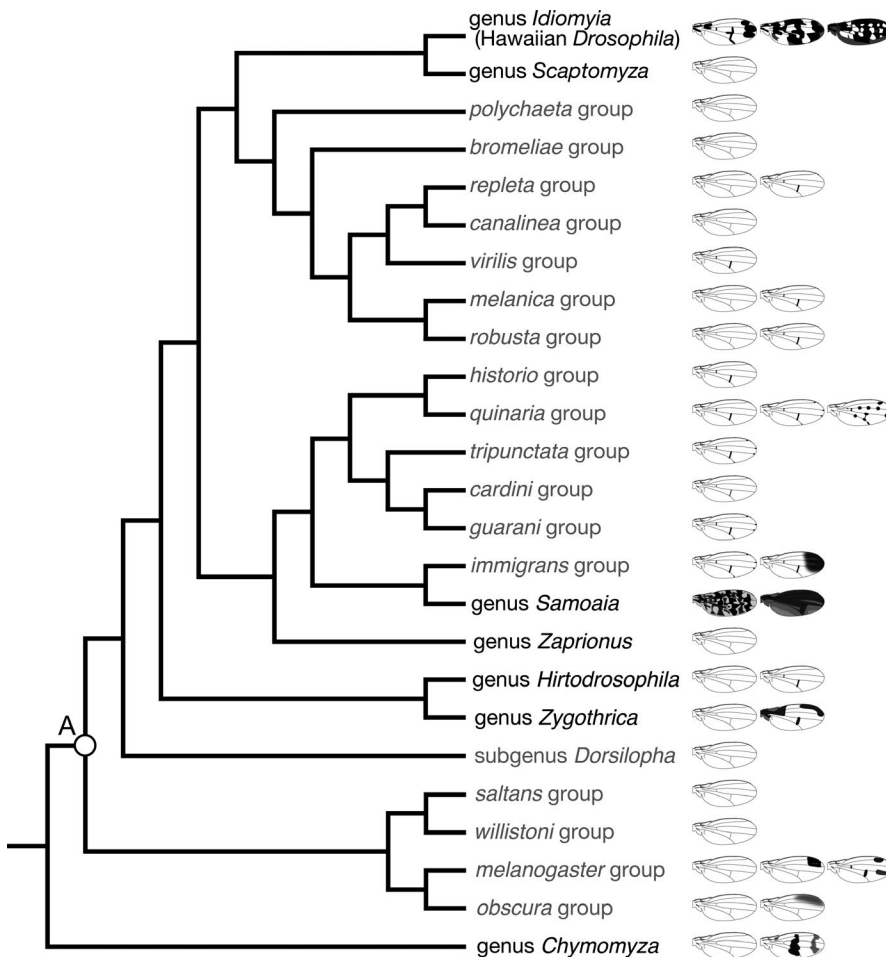 genus Idiomyia
(Hawaiian Drosophila)
genus Scaptomyza
polychaeta group
bromeliae group
repleta group
canalinea group
virilis group
melanica group
robusta group
historio group
quinaria group
tripunctata group
cardini group
guarani group
immigrans group
genus Samoaia
genus Zaprionus
genus Hirtodrosophila
genus Zygothrica
A
subgenus Dorsilopha
saltans group
willistoni group
melanogaster group
obscura group
genus Chymomyza